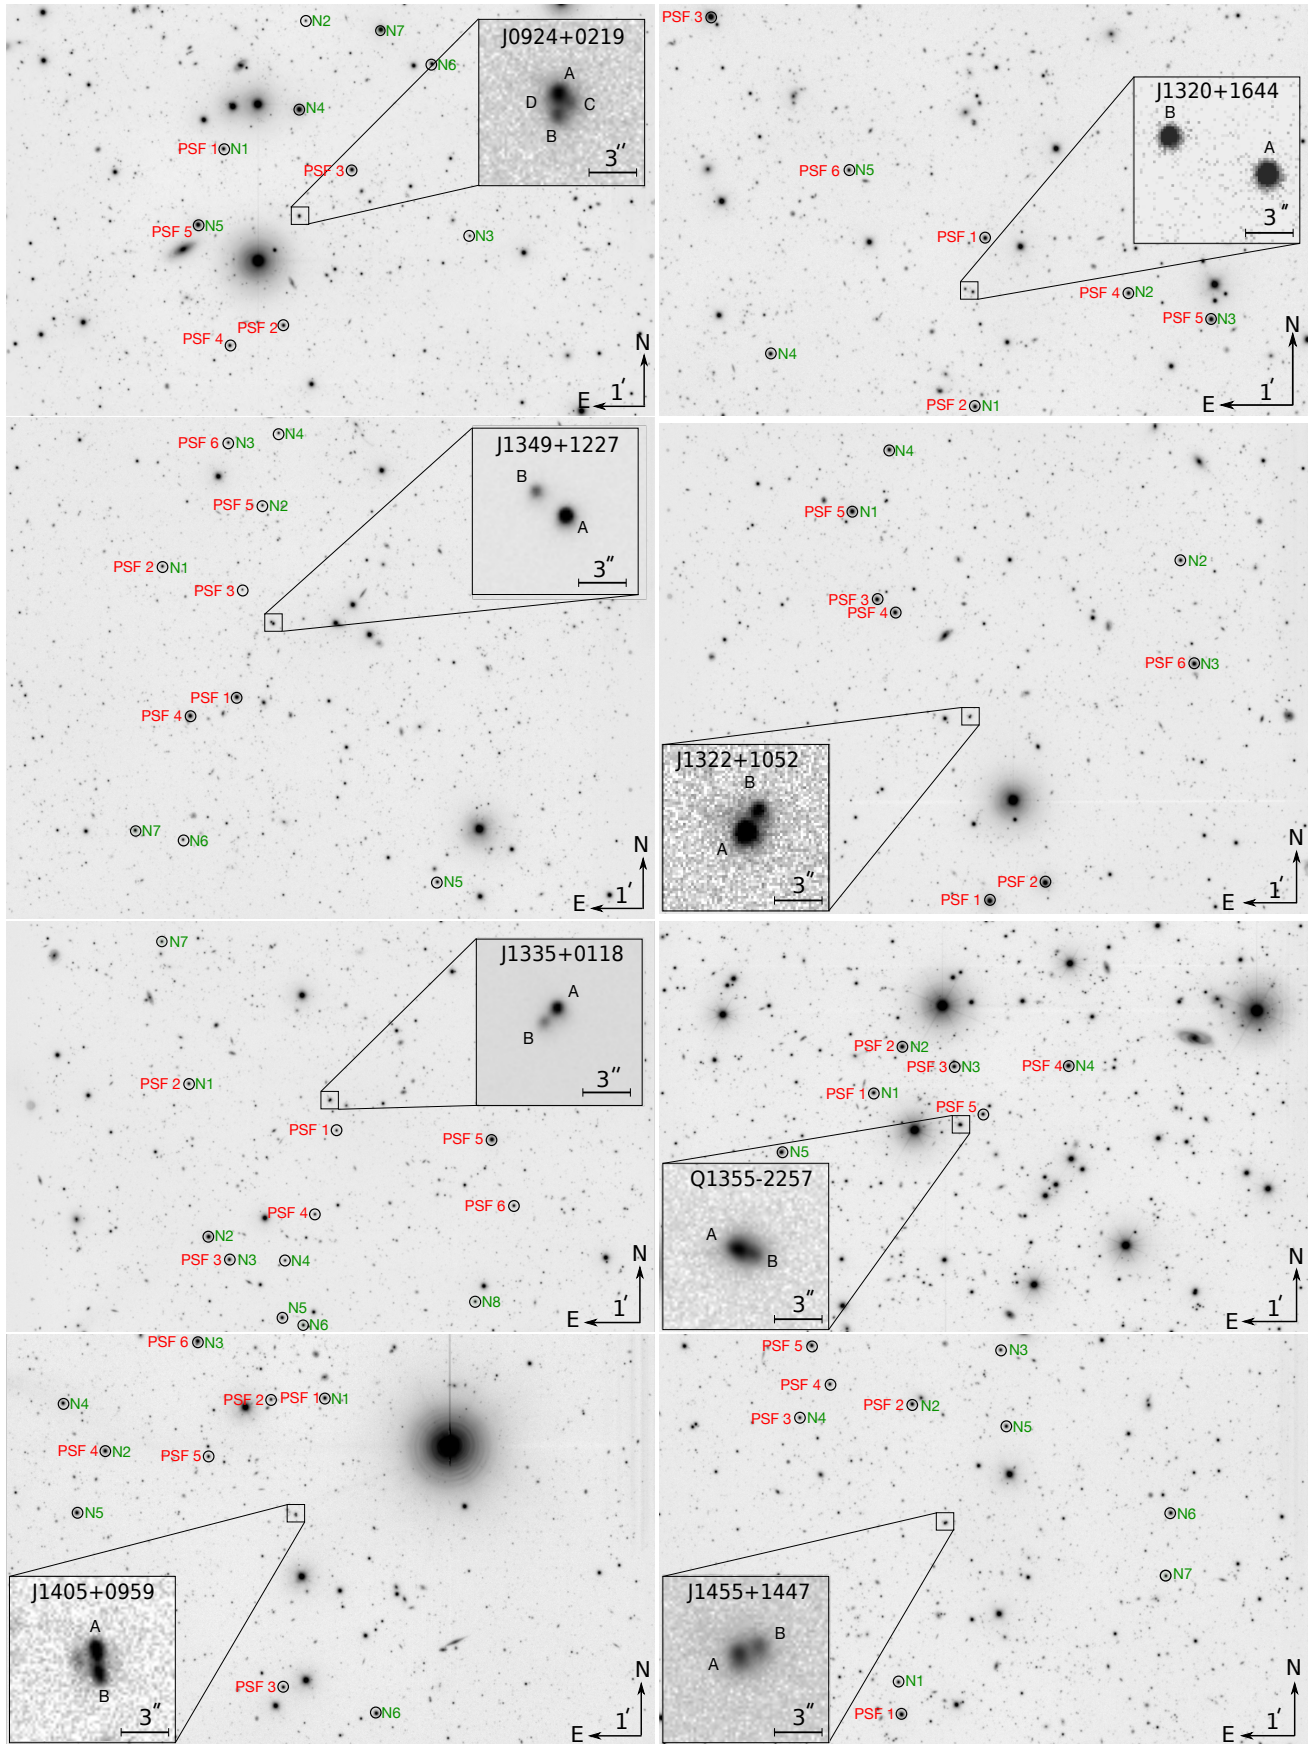 N2
N7
J0924+0219
N6
A
D
C
B
3''
N4
PSF 1
N1
PSF 3
PSF 5
N5
N3
PSF 2
PSF 4
N
1'
E
PSF 3
J1320+1644
B
A
3"
PSF 6
N5
PSF 1
PSF 4
N2
PSF 5
N3
N4
PSF 2
N1
N
1'
E
PSF 6
N3
N4
J1349+1227
B
A
3"
PSF 5
N2
PSF 2
N1
PSF 3
PSF 1
PSF 4
N7
N6
N5
N
1'
E
N4
PSF 5
N1
N2
PSF 3
PSF 4
PSF 6
N3
J1322+1052
B
A
3"
PSF 2
PSF 1
N
1'
E
N7
J1335+0118
A
B
3"
PSF 2
N1
PSF 1
PSF 5
PSF 6
PSF 4
N2
PSF 3
N3
N4
N5
N6
N8
N
1'
E
PSF 2
N2
PSF 3
N3
PSF 4
N4
PSF 1
N1
PSF 5
N5
Q1355-2257
A
B
3"
N
1'
E
PSF 6
N3
PSF 2
PSF 1
N1
N4
PSF 4
N2
PSF 5
N5
J1405+0959
A
B
3"
PSF 3
N6
N
1'
E
PSF 5
N3
PSF 4
PSF 2
N2
PSF 3
N4
N5
N6
N7
J1455+1447
B
A
3"
N1
PSF 1
N
1'
E